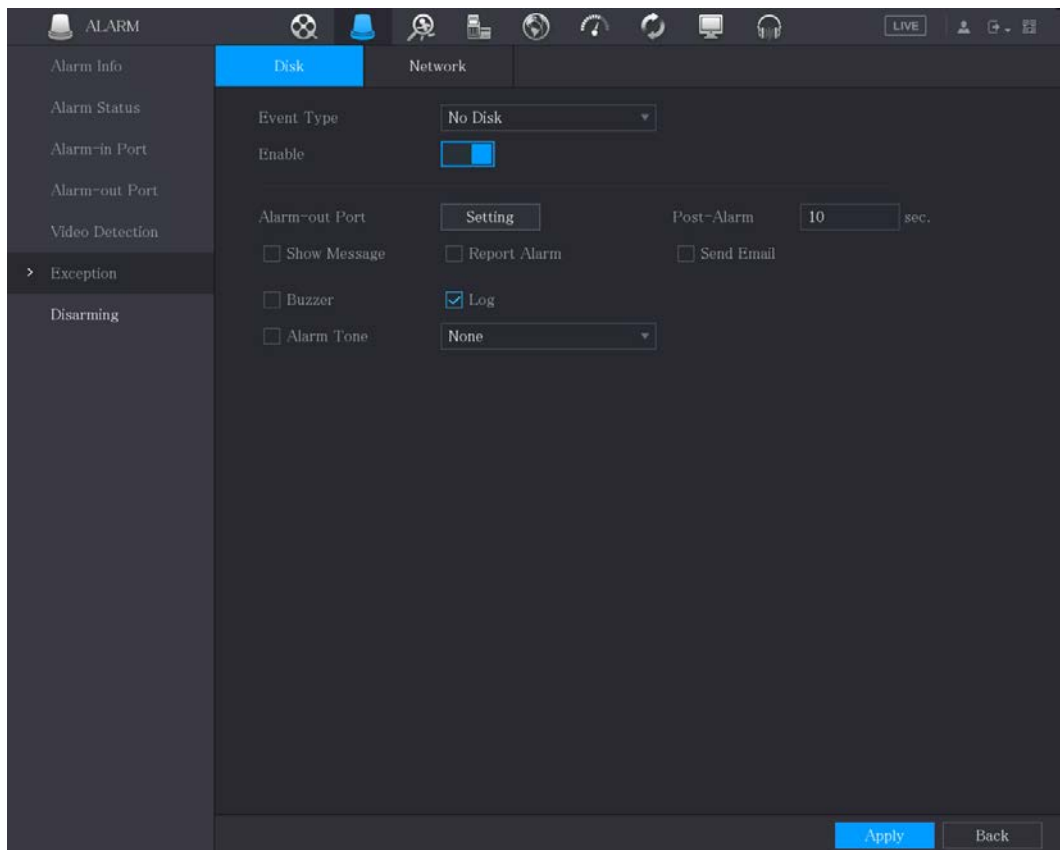 ALARM
LIVE
Alarm Info
Alarm Status
Alarm-in Port
Alarm-out Port
Video Detection
Exception
Disarming
Disk Network
Event Type No Disk
Enable
Alarm-out Port Setting Post-Alarm 10 sec.
Show Message Report Alarm Send Email
Buzzer Log
Alarm Tone None
Apply Back